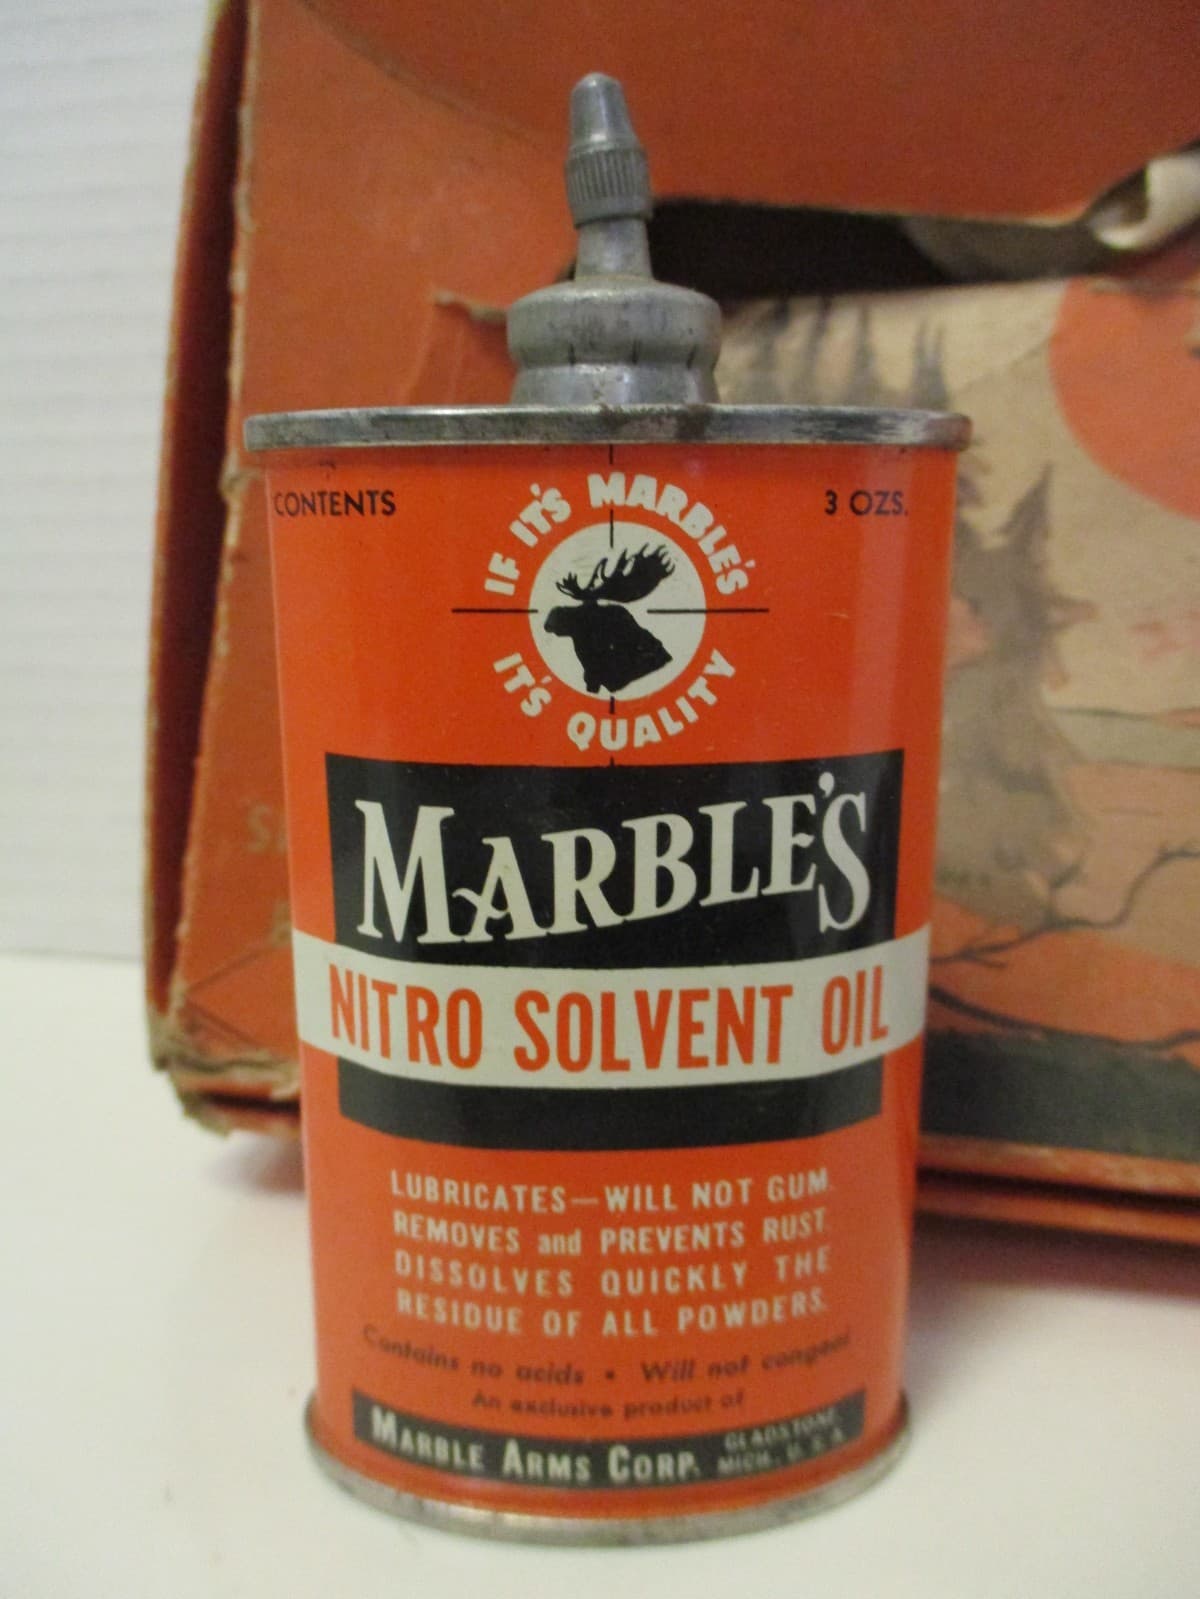 CONTENTS
3 OZS.
IF IT'S MARBLE'S
IT'S QUALITY
MARBLE'S
NITRO SOLVENT OIL
LUBRICATES—WILL NOT GUM.
REMOVES and PREVENTS RUST.
DISSOLVES QUICKLY THE
RESIDUE OF ALL POWDERS.
Contains no acids • Will not congeal
An exclusive product of
MARBLE ARMS CORP.
GLADSTONE,
MICH., U.S.A.